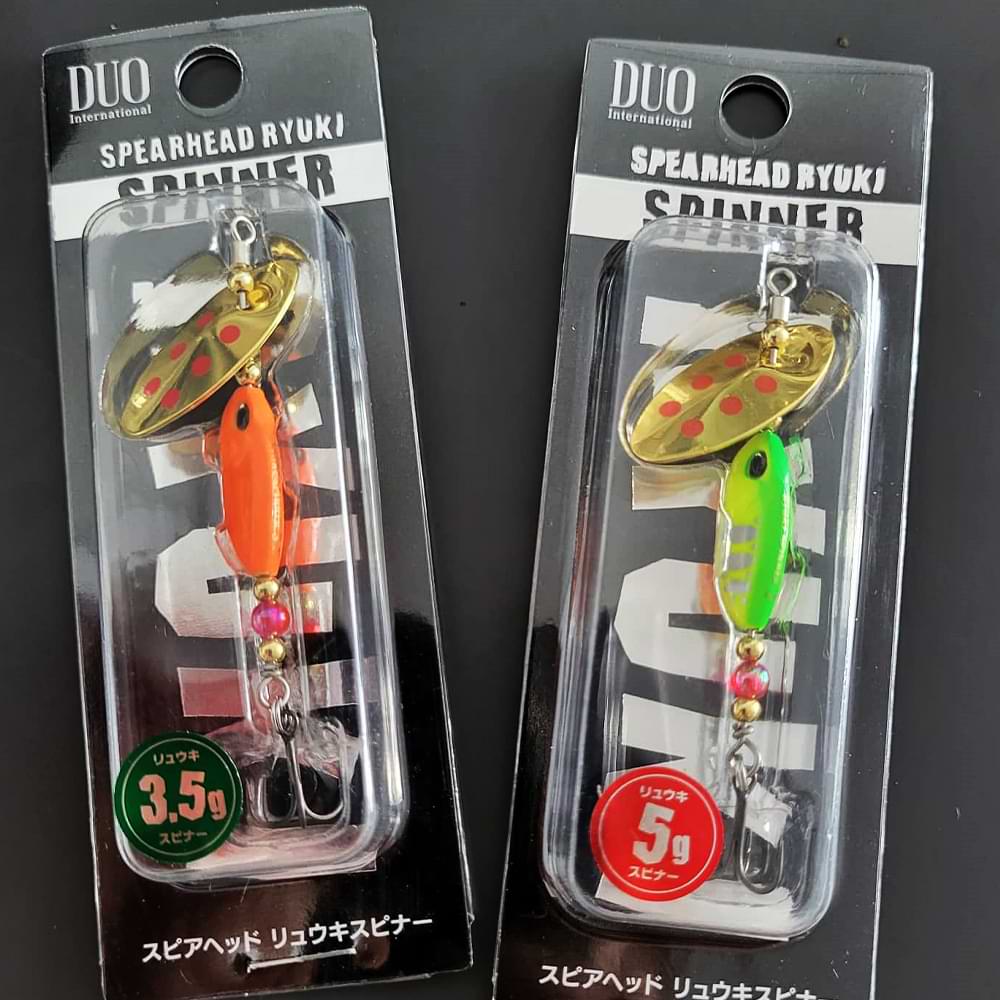 DUO
International
SPEARHEAD RYUKI
SPINNER
リュウキ
3.5g
スピナー
スピアヘッド リュウキスピナー
DUO
International
SPEARHEAD RYUKI
SPINNER
リュウキ
5g
スピナー
スピアヘッド リュウキスピナー